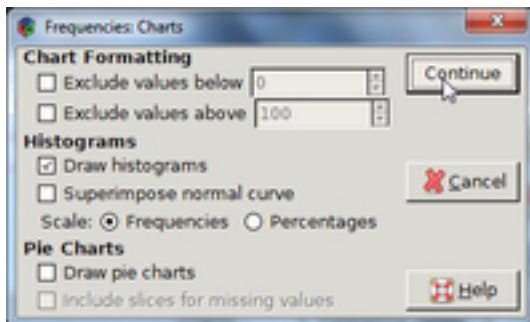 Frequencies: Charts
Chart Formatting
Exclude values below 0
Continue
Exclude values above 100
Histograms
Draw histograms
Superimpose normal curve
Cancel
Scale: Frequencies Percentages
Pie Charts
Draw pie charts
Include slices for missing values
Help